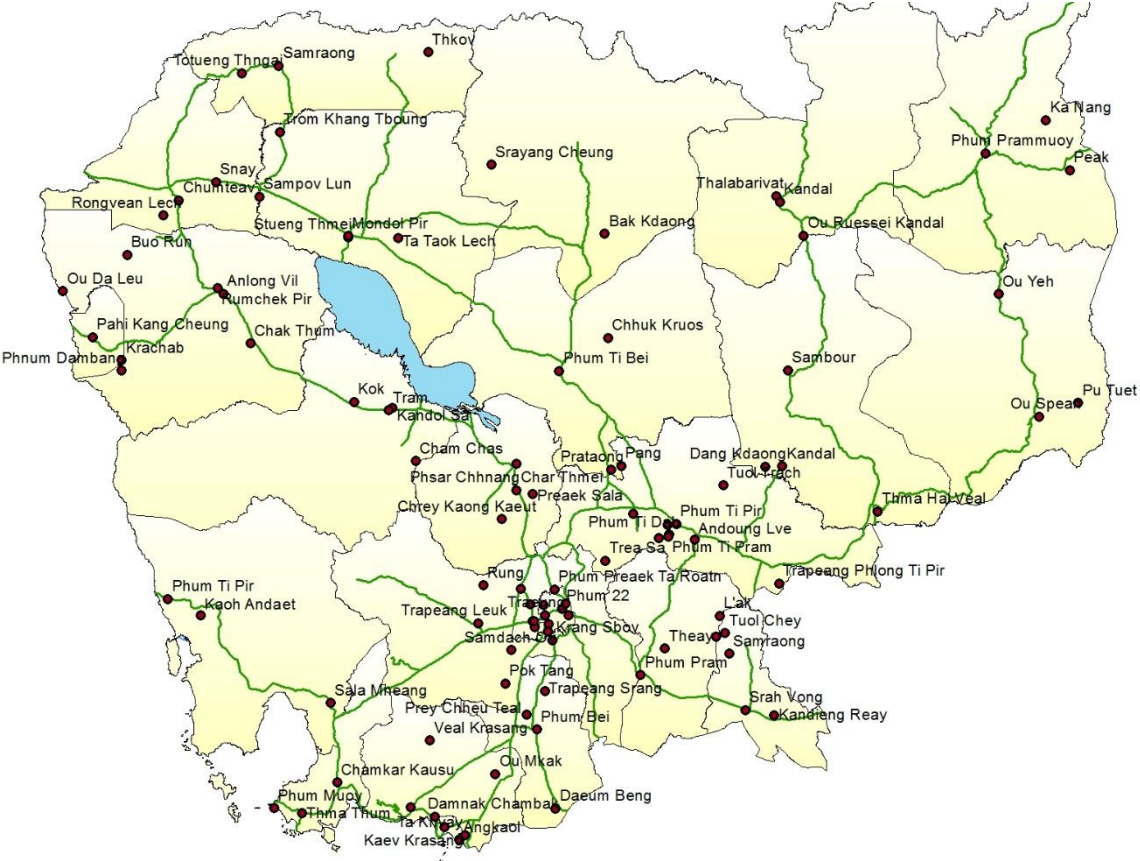 Thkov
Samraong
Totueng Thngai
Ka Nang
Trom Khang Tboung
Phum Prammuoy
Srayang Cheung
Peak
Snay
Sampov Lun
Thalabarivat
Kandal
Chumteav
Rongvean Lech
Stueng Thmei
Mondol Pir
Ta Taok Lech
Bak Kdaong
Ou Ruessei Kandal
Buo Run
Ou Da Leu
Anlong Vil
Rumchek Pir
Ou Yeh
Pahi Kang Cheung
Chak Thum
Chhuk Kruos
Phnum Damban
Krachab
Phum Ti Bei
Sambour
Kok
Tram
Kandol Sa
Pu Tuet
Ou Spean
Cham Chas
Prataong
Pang
Dang Kdaong
Kandal
Phsar Chhnang
Char Thmei
Tuol Trach
Preaek Sala
Chrey Kaong Kaeut
Thma Hal Veal
Phum Ti Pir
Andoung Lve
Trea Sa
Phum Ti Pram
Trapeang Phlong Ti Pir
Phum Ti Pir
Rung
Phum Preaek Ta Roatn
Kaoh Andaet
Trapeang Leuk
Phum 22
L'ak
Krang Sbov
Tuol Chey
Theay
Samraong
Pok Tang
Phum Pram
Trapeang Srang
Sala Mheang
Srah Vong
Prey Chheu Teal
Phum Bei
Kandieng Reay
Veal Krasang
Ou Mkak
Chamkar Kausu
Phum Muoy
Damnak Chambak
Daeum Beng
Thma Thum
Ta Khvay
Angkaol
Kaev Krasang